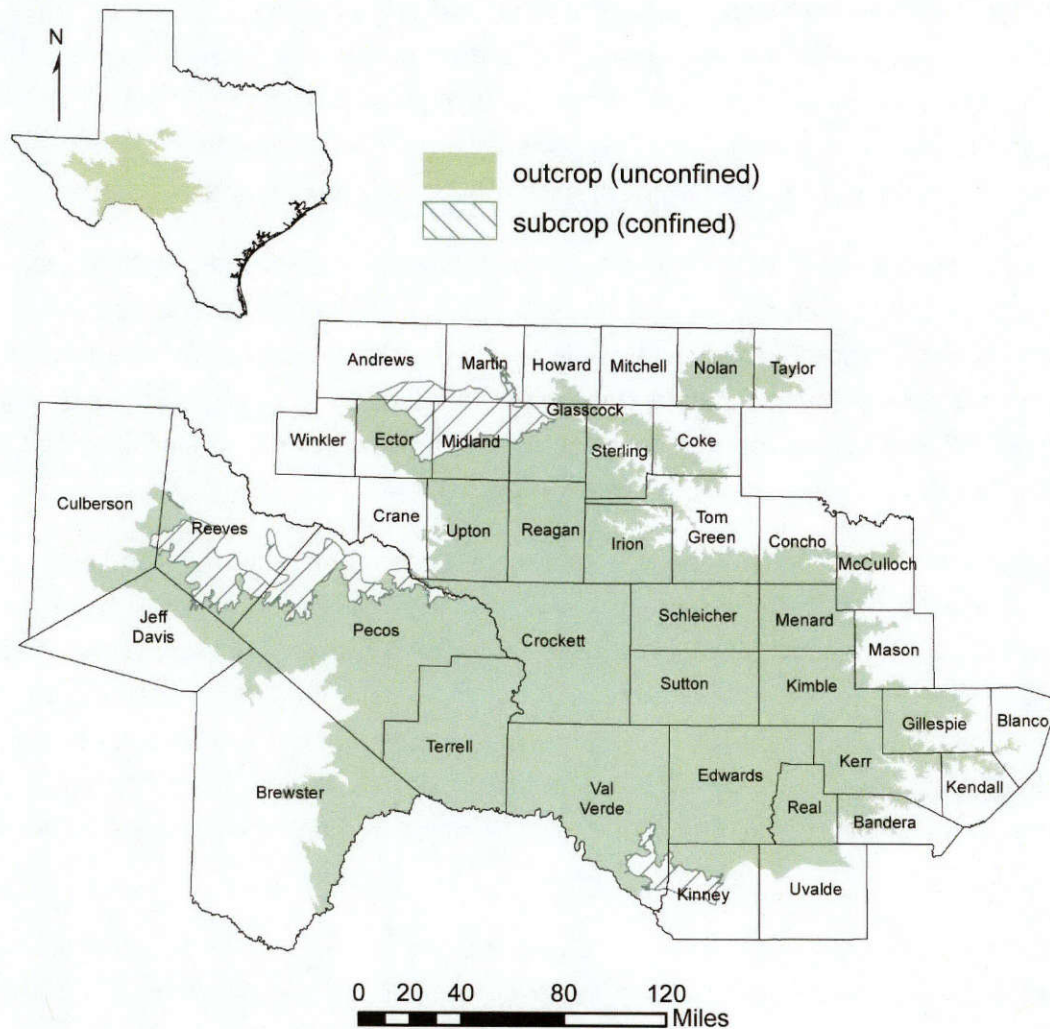 N
outcrop (unconfined)
subcrop (confined)
Andrews
Martin
Howard
Mitchell
Nolan
Taylor
Winkler
Ector
Midland
Glasscock
Sterling
Coke
Culberson
Reeves
Crane
Upton
Reagan
Irion
Tom
Green
Concho
McCulloch
Jeff
Davis
Pecos
Crockett
Schleicher
Menard
Mason
Sutton
Kimble
Gillespie
Blanco
Terrell
Brewster
Val
Verde
Edwards
Kerr
Real
Kendall
Bandera
Kinney
Uvalde
0 20 40 80 120
Miles